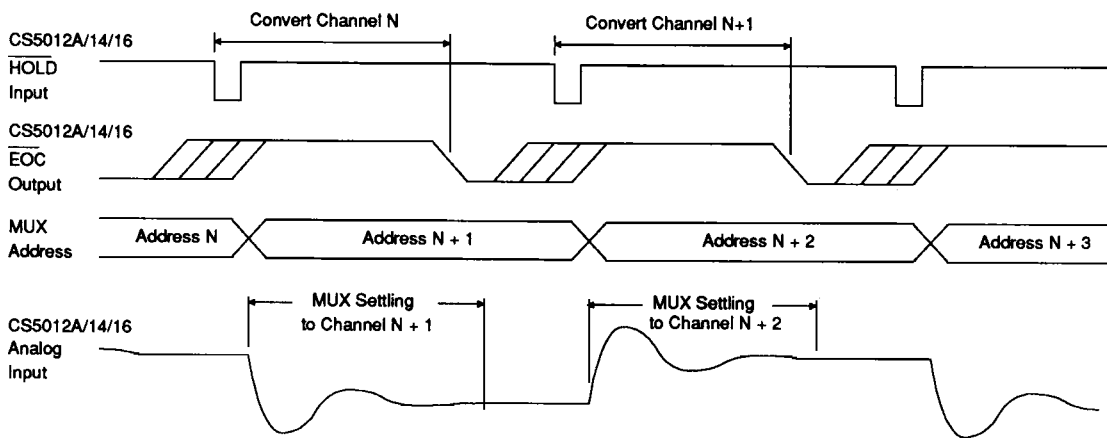 Convert Channel N
Convert Channel N+1
CS5012A/14/16
HOLD
Input
CS5012A/14/16
EOC
Output
MUX
Address
Address N
Address N + 1
Address N + 2
Address N + 3
MUX Settling
to Channel N + 1
MUX Settling
to Channel N + 2
CS5012A/14/16
Analog
Input